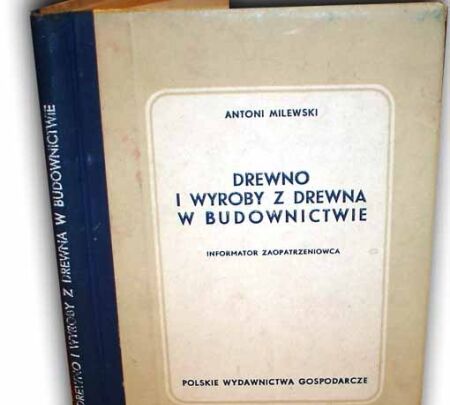 DREWNO I WYROBY Z DREWNA W BUDOWNICTWIE
ANTONI MILEWSKI
DREWNO
I WYROBY Z DREWNA
W BUDOWNICTWIE
INFORMATOR ZAOPATRZENIOWCA
POLSKIE WYDAWNICTWA GOSPODARCZE